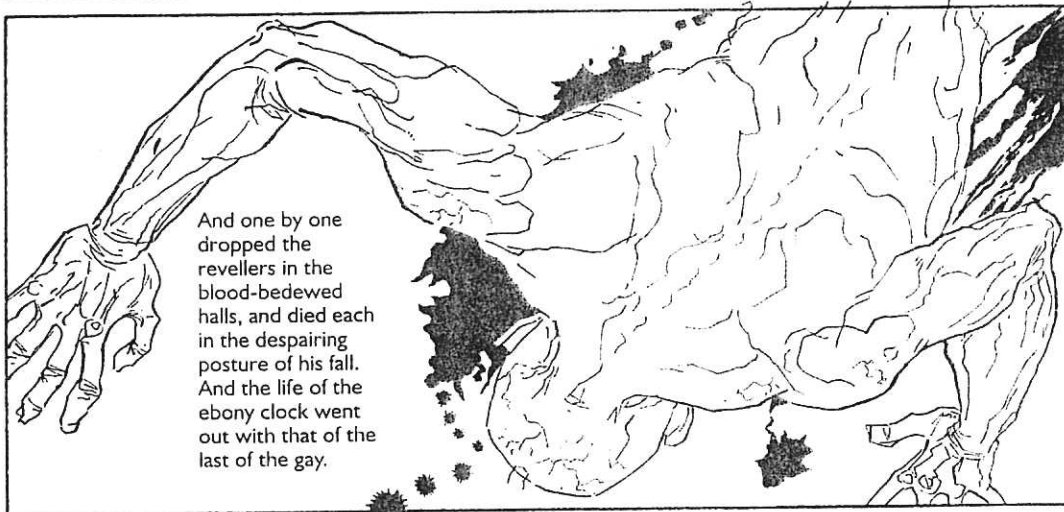 And one by one
dropped the
revellers in the
blood-bedewed
halls, and died each
in the despairing
posture of his fall.
And the life of the
ebony clock went
out with that of the
last of the gay.